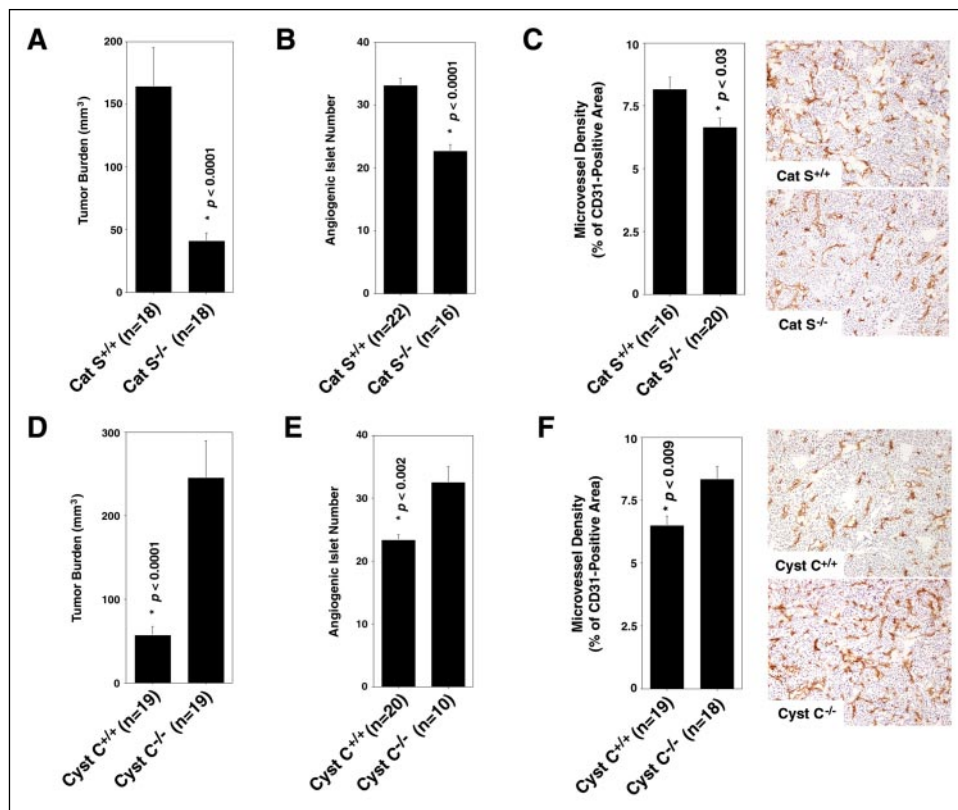 A
Tumor Burden (mm³)
200
150
100
50
0
* p < 0.0001
Cat S+/+ (n=18)
Cat S-/- (n=18)
B
Angiogenic Islet Number
40
30
20
10
0
* p < 0.0001
Cat S+/+ (n=22)
Cat S-/- (n=16)
C
Microvessel Density
(% of CD31-Positive Area)
10
7.5
5
2.5
0
* p < 0.03
Cat S+/+ (n=16)
Cat S-/- (n=20)
Cat S+/+
Cat S-/-
D
Tumor Burden (mm³)
300
200
100
0
* p < 0.0001
Cyst C+/+ (n=19)
Cyst C-/- (n=19)
E
Angiogenic Islet Number
40
30
20
10
0
* p < 0.002
Cyst C+/+ (n=20)
Cyst C-/- (n=10)
F
Microvessel Density
(% of CD31-Positive Area)
10
7.5
5
2.5
0
* p < 0.009
Cyst C+/+ (n=19)
Cyst C-/- (n=18)
Cyst C+/+
Cyst C-/-